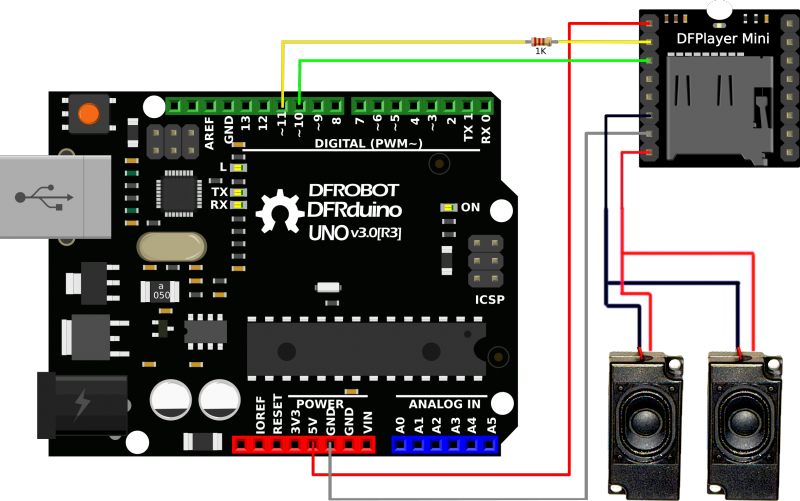 DFPlayer Mini
1K
AREF
GND
13
12
~11
~10
~9
8
7
~6
~5
4
~3
2
TX 1
RX 0
DIGITAL (PWM~)
L
TX
RX
DFROBOT
DFRduino
UNO v3.0[R3]
ON
ICSP
a
050
POWER
ANALOG IN
IOREF
RESET
3V3
5V
GND
GND
VIN
A0
A1
A2
A3
A4
A5